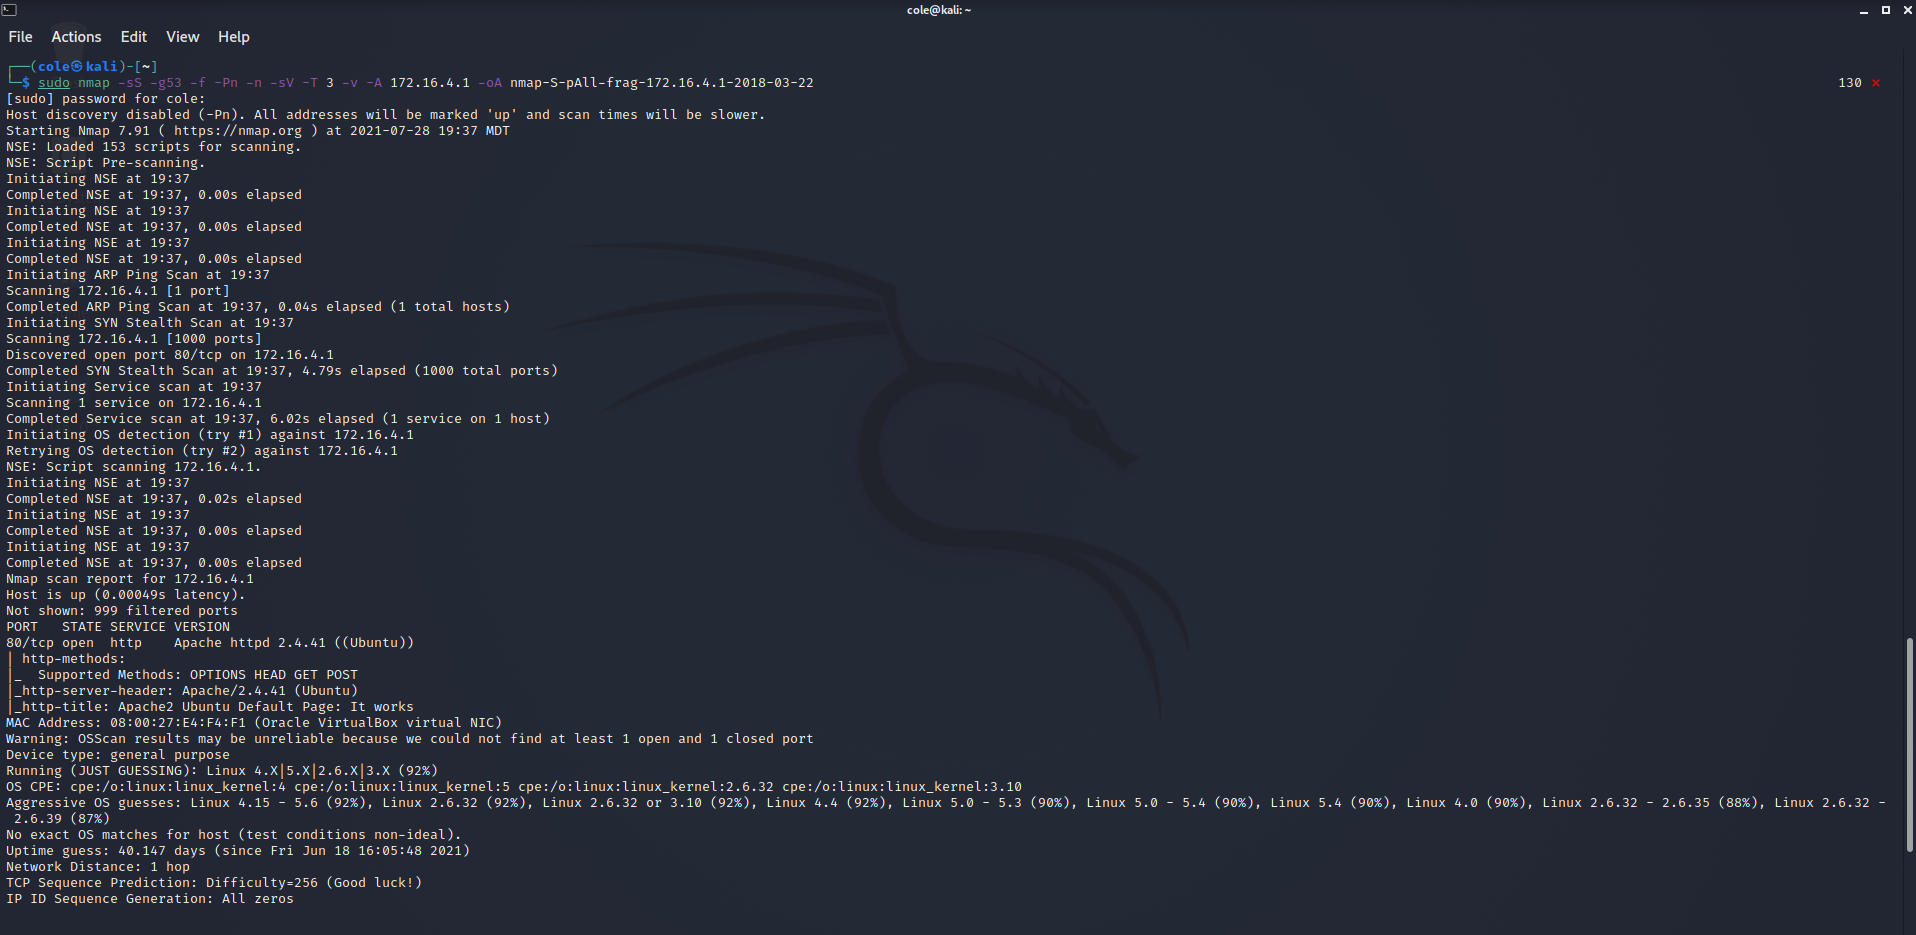 cole@kali: ~
File Actions Edit View Help
┌──(cole㉿kali)-[~]
└─$ sudo nmap -sS -g53 -f -Pn -n -sV -T 3 -v -A 172.16.4.1 -oA nmap-S-pAll-frag-172.16.4.1-2018-03-22 130 ⨯
[sudo] password for cole:
Host discovery disabled (-Pn). All addresses will be marked 'up' and scan times will be slower.
Starting Nmap 7.91 ( https://nmap.org ) at 2021-07-28 19:37 MDT
NSE: Loaded 153 scripts for scanning.
NSE: Script Pre-scanning.
Initiating NSE at 19:37
Completed NSE at 19:37, 0.00s elapsed
Initiating NSE at 19:37
Completed NSE at 19:37, 0.00s elapsed
Initiating NSE at 19:37
Completed NSE at 19:37, 0.00s elapsed
Initiating ARP Ping Scan at 19:37
Scanning 172.16.4.1 [1 port]
Completed ARP Ping Scan at 19:37, 0.04s elapsed (1 total hosts)
Initiating SYN Stealth Scan at 19:37
Scanning 172.16.4.1 [1000 ports]
Discovered open port 80/tcp on 172.16.4.1
Completed SYN Stealth Scan at 19:37, 4.79s elapsed (1000 total ports)
Initiating Service scan at 19:37
Scanning 1 service on 172.16.4.1
Completed Service scan at 19:37, 6.02s elapsed (1 service on 1 host)
Initiating OS detection (try #1) against 172.16.4.1
Retrying OS detection (try #2) against 172.16.4.1
NSE: Script scanning 172.16.4.1.
Initiating NSE at 19:37
Completed NSE at 19:37, 0.02s elapsed
Initiating NSE at 19:37
Completed NSE at 19:37, 0.00s elapsed
Initiating NSE at 19:37
Completed NSE at 19:37, 0.00s elapsed
Nmap scan report for 172.16.4.1
Host is up (0.00049s latency).
Not shown: 999 filtered ports
PORT   STATE SERVICE VERSION
80/tcp open  http    Apache httpd 2.4.41 ((Ubuntu))
| http-methods:
|_  Supported Methods: OPTIONS HEAD GET POST
|_http-server-header: Apache/2.4.41 (Ubuntu)
|_http-title: Apache2 Ubuntu Default Page: It works
MAC Address: 08:00:27:E4:F4:F1 (Oracle VirtualBox virtual NIC)
Warning: OSScan results may be unreliable because we could not find at least 1 open and 1 closed port
Device type: general purpose
Running (JUST GUESSING): Linux 4.X|5.X|2.6.X|3.X (92%)
OS CPE: cpe:/o:linux:linux_kernel:4 cpe:/o:linux:linux_kernel:5 cpe:/o:linux:linux_kernel:2.6.32 cpe:/o:linux:linux_kernel:3.10
Aggressive OS guesses: Linux 4.15 - 5.6 (92%), Linux 2.6.32 (92%), Linux 2.6.32 or 3.10 (92%), Linux 4.4 (92%), Linux 5.0 - 5.3 (90%), Linux 5.0 - 5.4 (90%), Linux 5.4 (90%), Linux 4.0 (90%), Linux 2.6.32 - 2.6.35 (88%), Linux 2.6.32 -
 2.6.39 (87%)
No exact OS matches for host (test conditions non-ideal).
Uptime guess: 40.147 days (since Fri Jun 18 16:05:48 2021)
Network Distance: 1 hop
TCP Sequence Prediction: Difficulty=256 (Good luck!)
IP ID Sequence Generation: All zeros